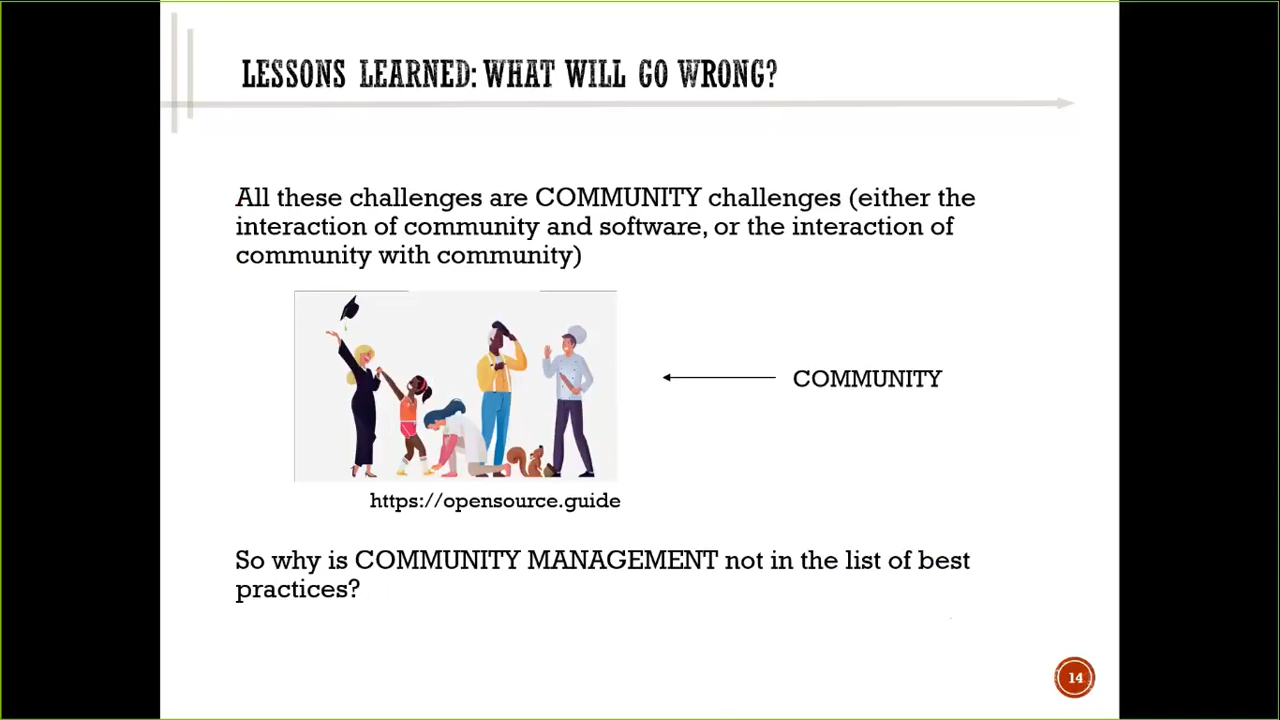 LESSONS LEARNED: WHAT WILL GO WRONG?
All these challenges are COMMUNITY challenges (either the
interaction of community and software, or the interaction of
community with community)
COMMUNITY
https://opensource.guide
So why is COMMUNITY MANAGEMENT not in the list of best
practices?
14